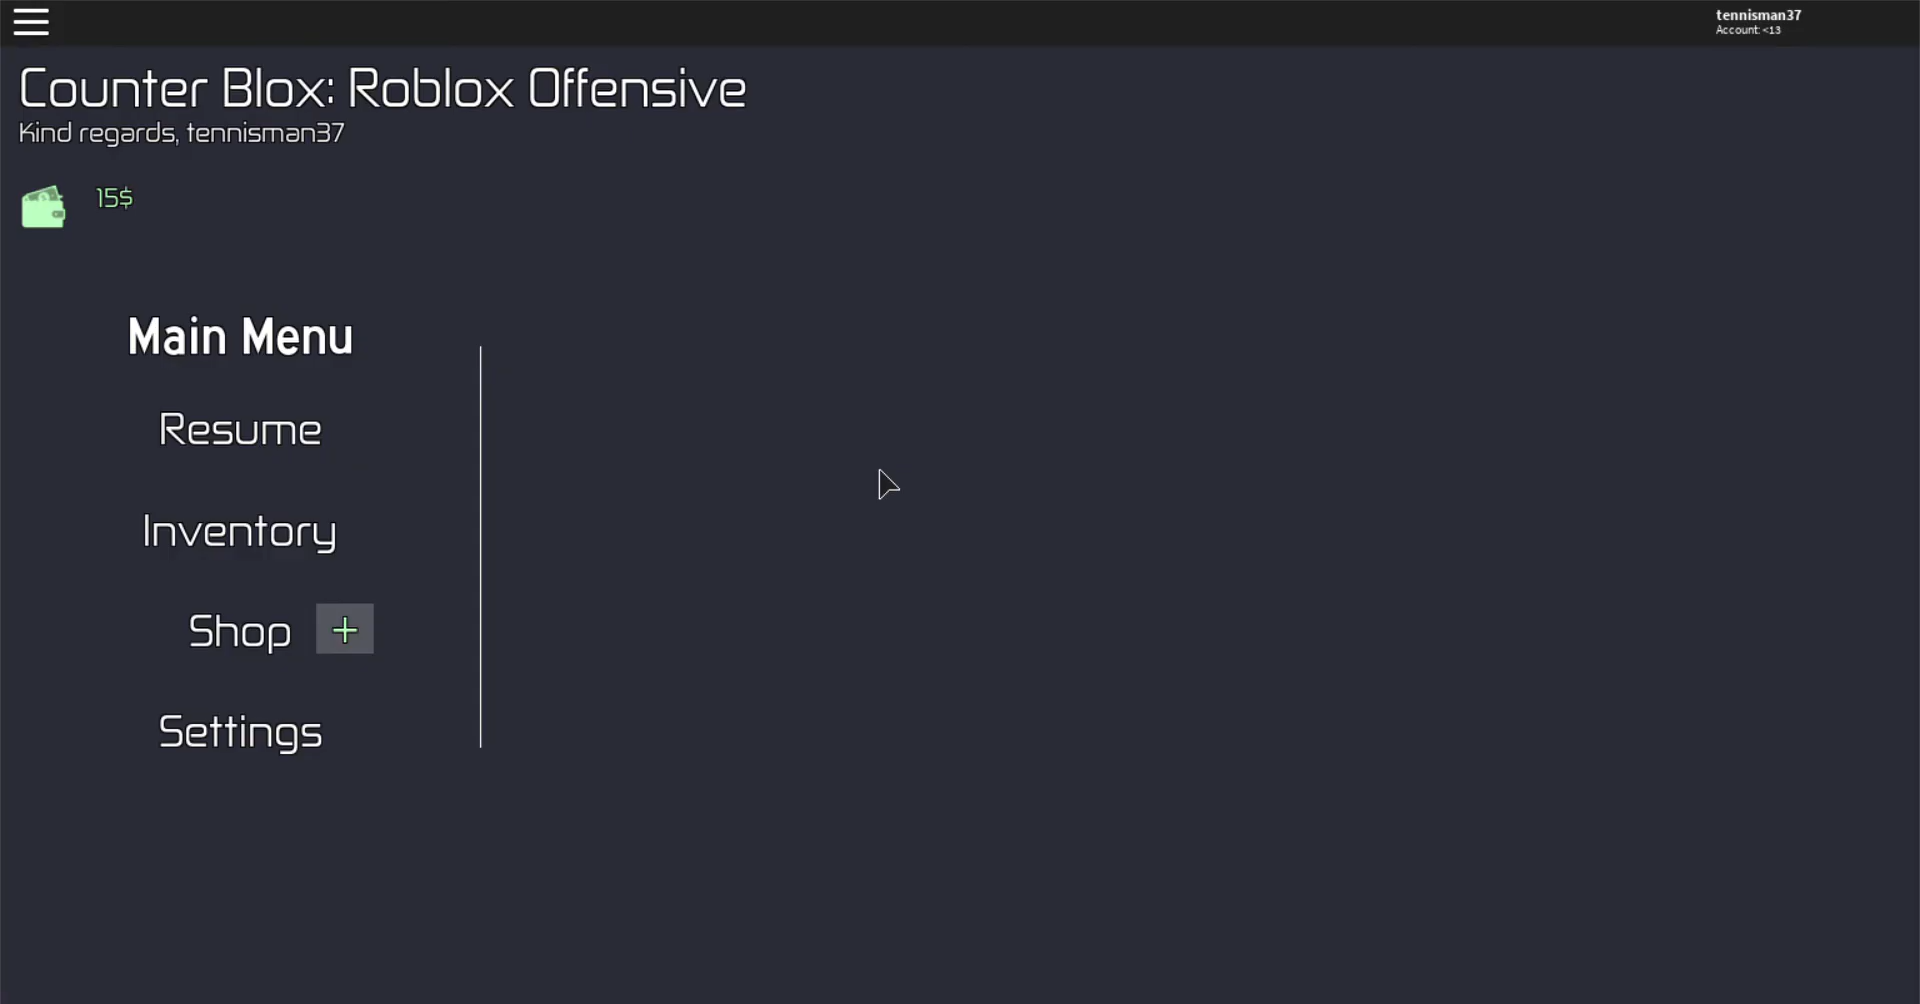 tennisman37
Account: <13
Counter Blox: Roblox Offensive
Kind regards, tennisman37
15$
Main Menu
Resume
Inventory
Shop +
Settings